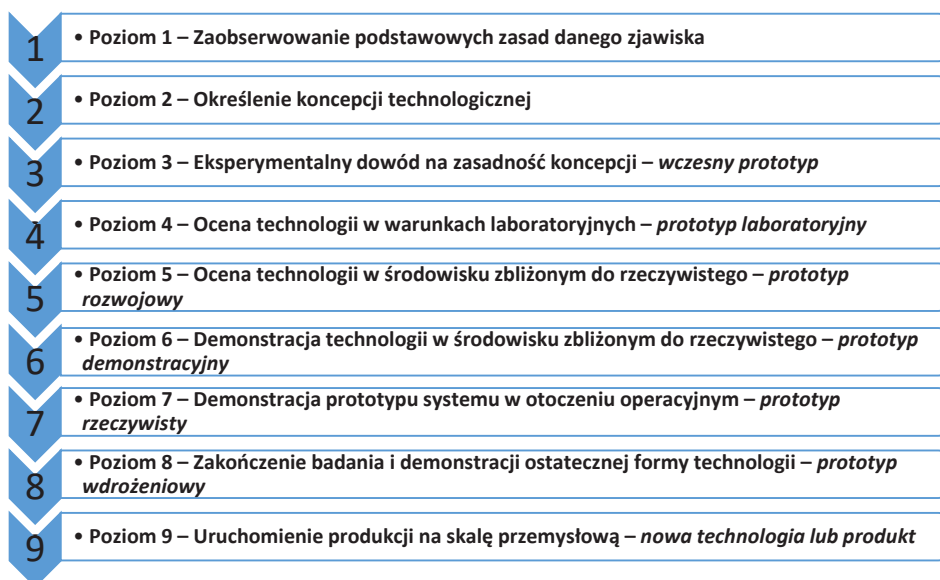 1
• Poziom 1 – Zaobserwowanie podstawowych zasad danego zjawiska
2
• Poziom 2 – Określenie koncepcji technologicznej
3
• Poziom 3 – Eksperymentalny dowód na zasadność koncepcji – wczesny prototyp
4
• Poziom 4 – Ocena technologii w warunkach laboratoryjnych – prototyp laboratoryjny
5
• Poziom 5 – Ocena technologii w środowisku zbliżonym do rzeczywistego – prototyp
rozwojowy
6
• Poziom 6 – Demonstracja technologii w środowisku zbliżonym do rzeczywistego – prototyp
demonstracyjny
7
• Poziom 7 – Demonstracja prototypu systemu w otoczeniu operacyjnym – prototyp
rzeczywisty
8
• Poziom 8 – Zakończenie badania i demonstracji ostatecznej formy technologii – prototyp
wdrożeniowy
9
• Poziom 9 – Uruchomienie produkcji na skalę przemysłową – nowa technologia lub produkt